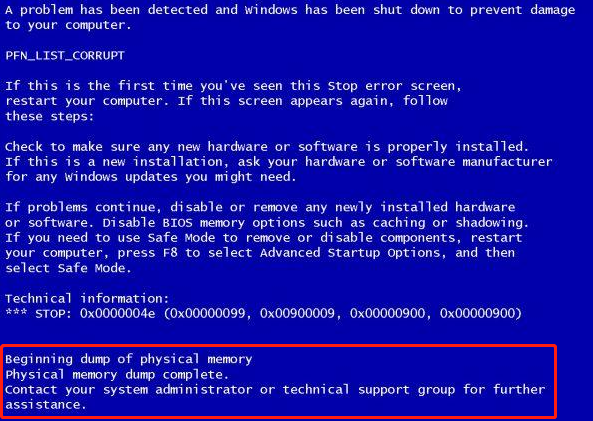 A problem has been detected and Windows has been shut down to prevent damage
to your computer.
PFN_LIST_CORRUPT
If this is the first time you've seen this Stop error screen,
restart your computer. If this screen appears again, follow
these steps:
Check to make sure any new hardware or software is properly installed.
If this is a new installation, ask your hardware or software manufacturer
for any Windows updates you might need.
If problems continue, disable or remove any newly installed hardware
or software. Disable BIOS memory options such as caching or shadowing.
If you need to use Safe Mode to remove or disable components, restart
your computer, press F8 to select Advanced Startup Options, and then
select Safe Mode.
Technical information:
*** STOP: 0x0000004e (0x00000099, 0x00900009, 0x00000900, 0x00000900)
Beginning dump of physical memory
Physical memory dump complete.
Contact your system administrator or technical support group for further
assistance.